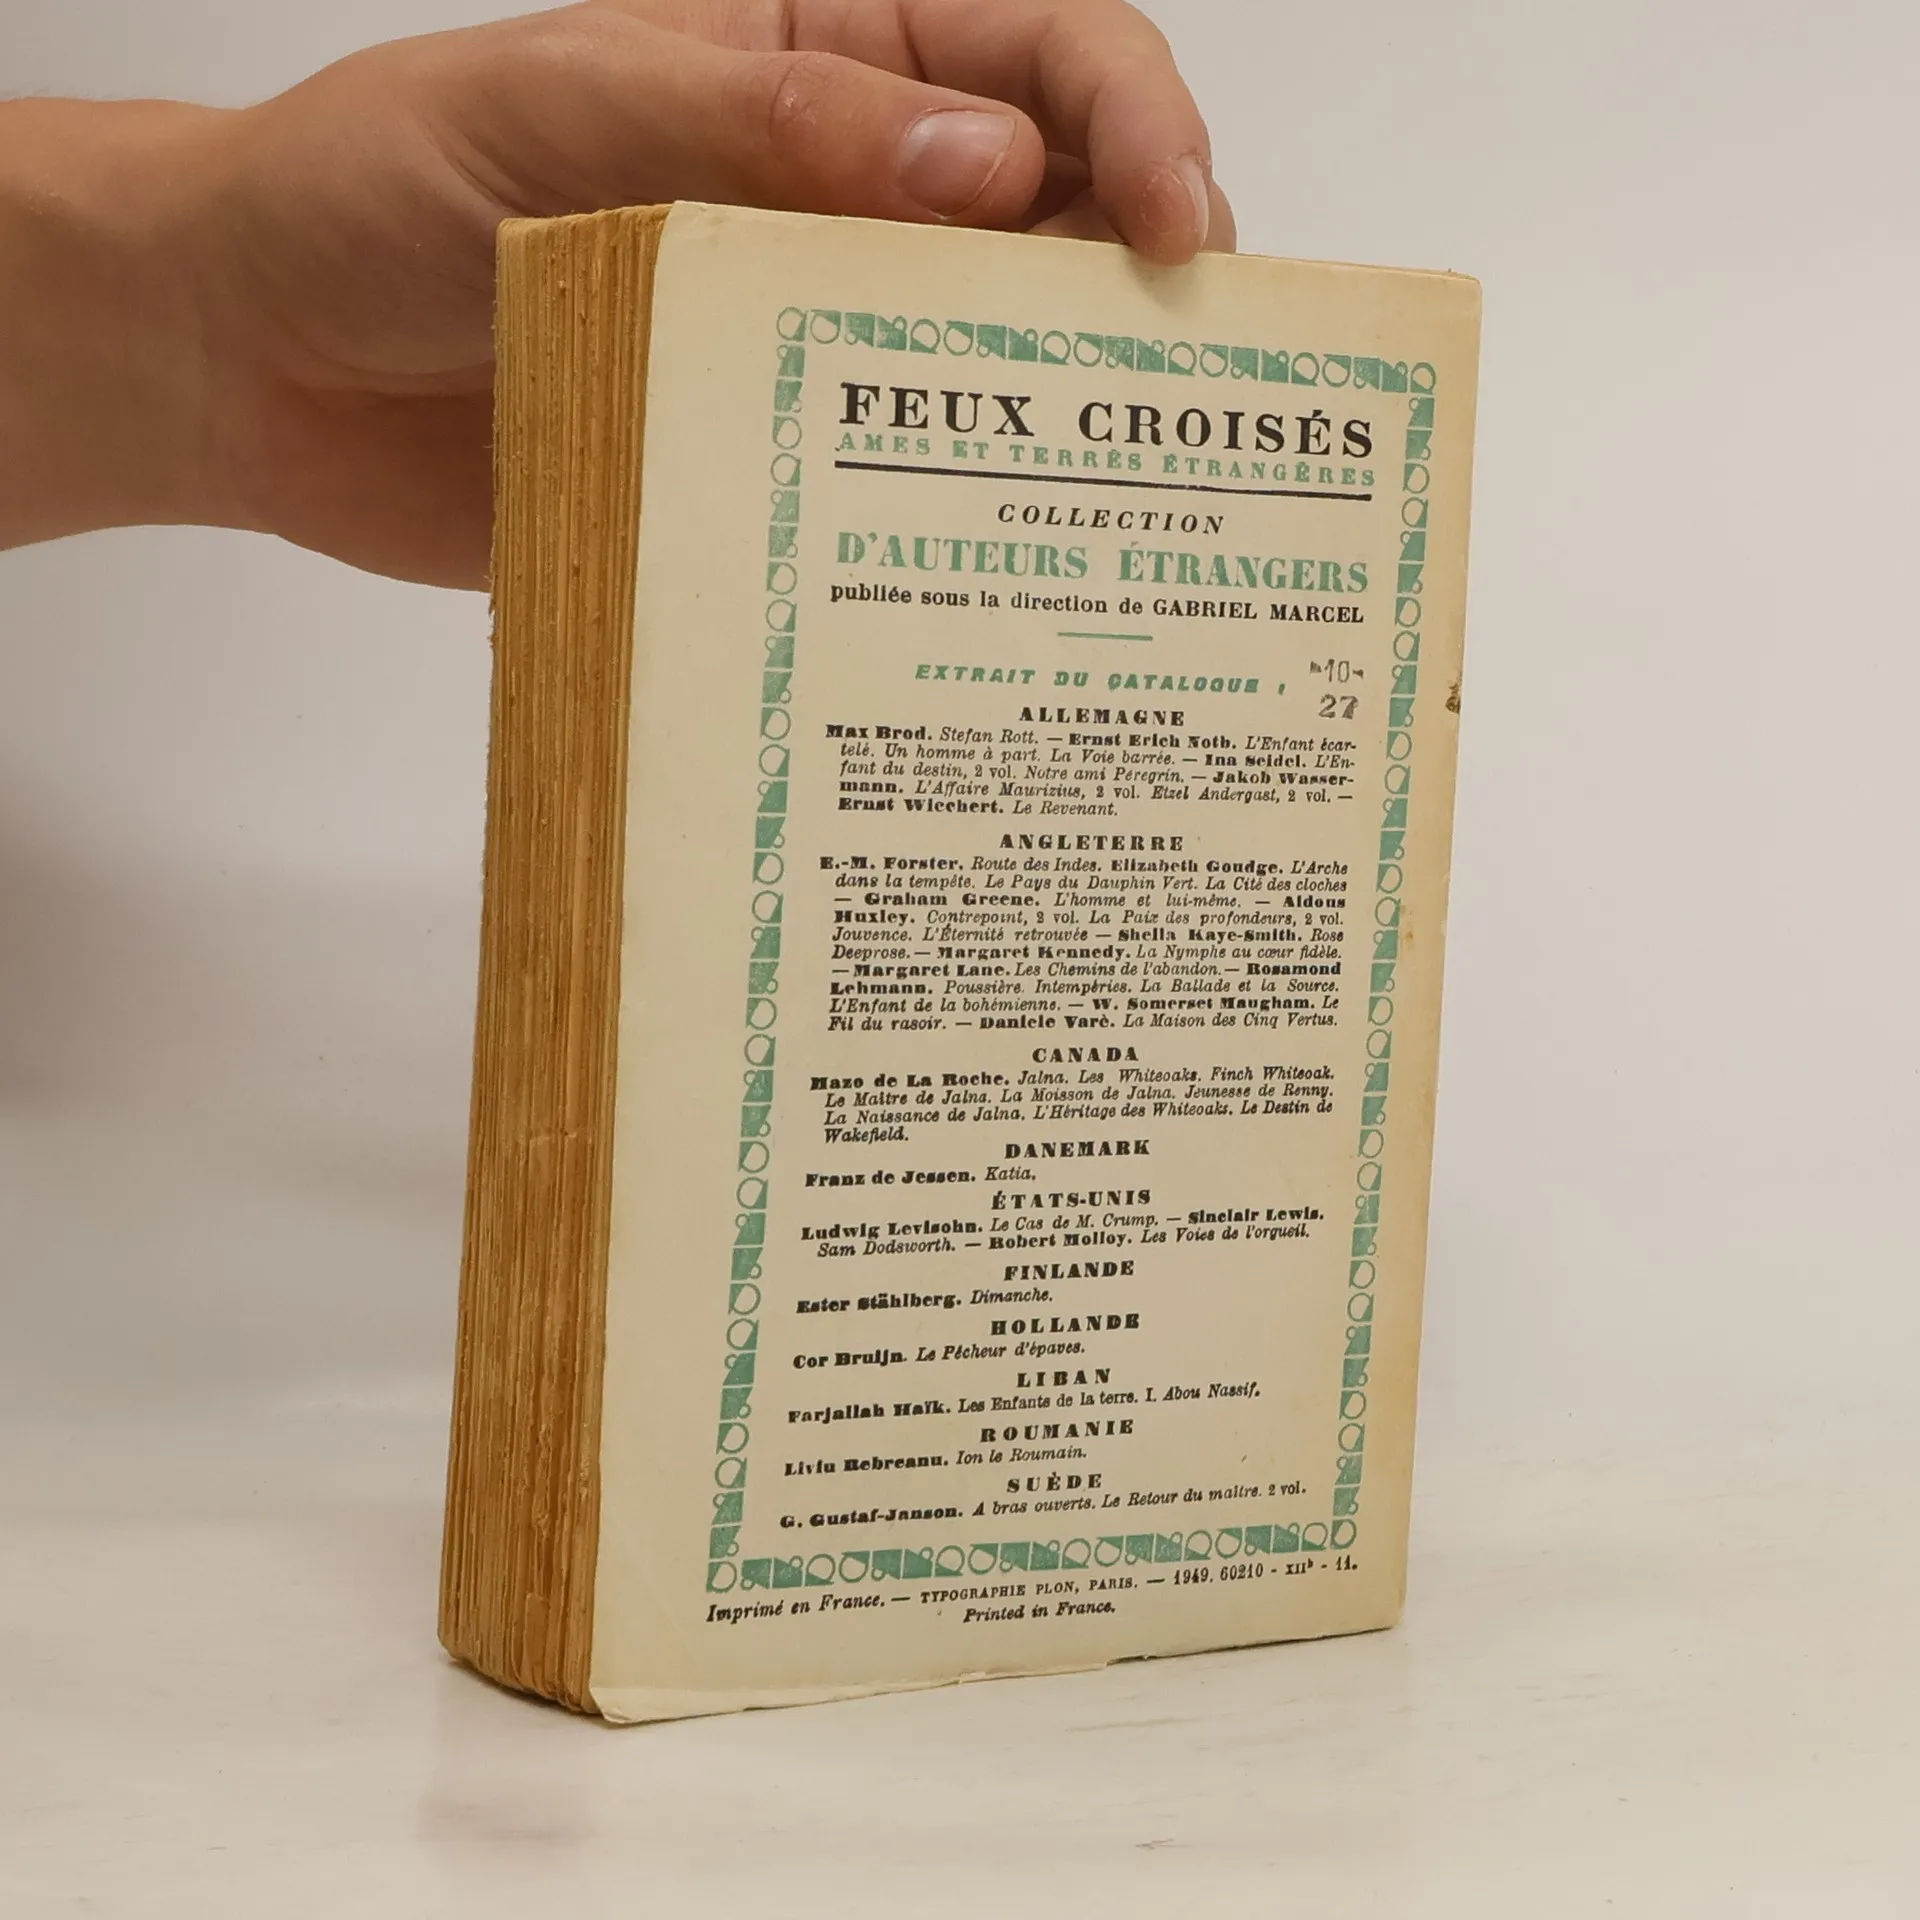 FEUX CROISÉS
AMES ET TERRES ÉTRANGÈRES
COLLECTION
D'AUTEURS ÉTRANGERS
publiée sous la direction de GABRIEL MARCEL
EXTRAIT DU CATALOGUE :
-10-
27
ALLEMAGNE
Max Brod. Stefan Rott. — Ernst Erich Noth. L'Enfant écar-
telé. Un homme à part. La Voie barrée. — Ina Seidel. L'En-
fant du destin, 2 vol. Notre ami Peregrin. — Jakob Wasser-
mann. L'Affaire Maurizius, 2 vol. Etzel Andergast, 2 vol. —
Ernst Wiechert. Le Revenant.
ANGLETERRE
E.-M. Forster. Route des Indes. Elizabeth Goudge. L'Arche
dans la tempête. Le Pays du Dauphin Vert. La Cité des cloches
— Graham Greene. L'homme et lui-même. — Aldous
Huxley. Contrepoint, 2 vol. La Paix des profondeurs, 2 vol.
Jouvence. L'Éternité retrouvée — Sheila Kaye-Smith. Rose
Deeprose. — Margaret Kennedy. La Nymphe au cœur fidèle.
— Margaret Lane. Les Chemins de l'abandon. — Rosamond
Lehmann. Poussière. Intempéries. La Ballade et la Source.
L'Enfant de la bohémienne. — W. Somerset Maugham. Le
Fil du rasoir. — Daniele Varè. La Maison des Cinq Vertus.
CANADA
Mazo de La Roche. Jalna. Les Whiteoaks. Finch Whiteoak.
Le Maître de Jalna. La Moisson de Jalna. Jeunesse de Renny.
La Naissance de Jalna. L'Héritage des Whiteoaks. Le Destin de
Wakefield.
DANEMARK
Franz de Jessen. Katia.
ÉTATS-UNIS
Ludwig Levisohn. Le Cas de M. Crump. — Sinclair Lewis.
Sam Dodsworth. — Robert Molloy. Les Voies de l'orgueil.
FINLANDE
Ester Ståhlberg. Dimanche.
HOLLANDE
Cor Bruijn. Le Pêcheur d'épaves.
LIBAN
Farjallah Haïk. Les Enfants de la terre. I. Abou Nassif.
ROUMANIE
Liviu Rebreanu. Ion le Roumain.
SUÈDE
G. Gustaf-Janson. A bras ouverts. Le Retour du maître. 2 vol.
Imprimé en France. — TYPOGRAPHIE PLON, PARIS. — 1949. 60210 - XIIᵇ - 11.
Printed in France.